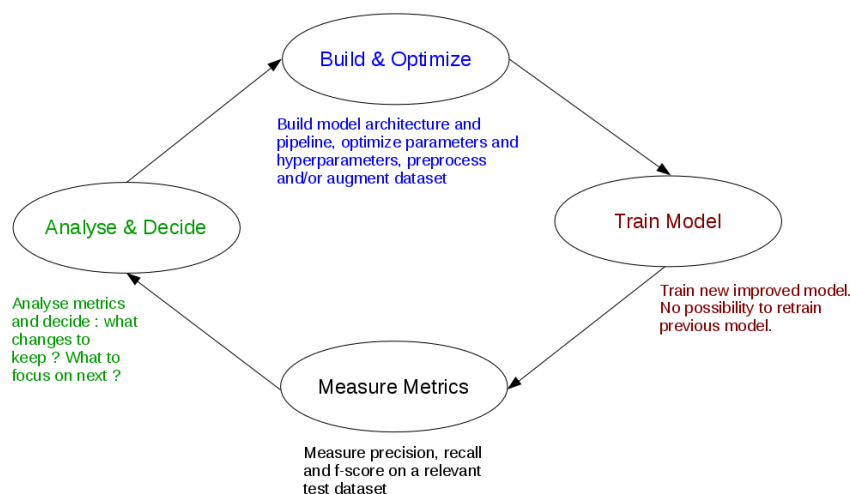 Build & Optimize
Build model architecture and
pipeline, optimize parameters and
hyperparameters, preprocess
and/or augment dataset
Analyse & Decide
Train Model
Analyse metrics
and decide : what
changes to
keep ? What to
focus on next ?
Train new improved model.
No possibility to retrain
previous model.
Measure Metrics
Measure precision, recall
and f-score on a relevant
test dataset